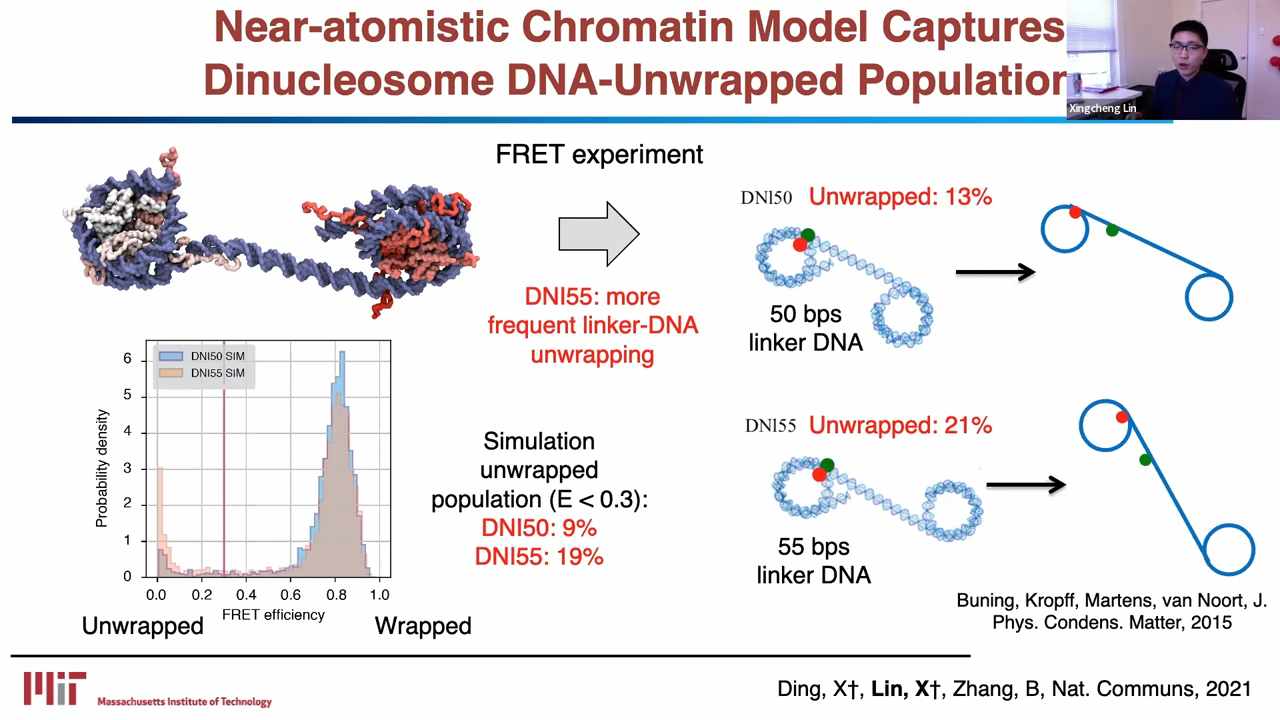 Near-atomistic Chromatin Model Captures
Dinucleosome DNA-Unwrapped Population
Xingcheng Lin
FRET experiment
DNI55: more
frequent linker-DNA
unwrapping
DNl50 Unwrapped: 13%
50 bps
linker DNA
DNI50 SIM
DNI55 SIM
Probability density
6
5
4
3
2
1
0
0.0 0.2 0.4 0.6 0.8 1.0
FRET efficiency
Unwrapped Wrapped
Simulation
unwrapped
population (E < 0.3):
DNI50: 9%
DNI55: 19%
DNl55 Unwrapped: 21%
55 bps
linker DNA
Buning, Kropff, Martens, van Noort, J.
Phys. Condens. Matter, 2015
MIT Massachusetts Institute of Technology
Ding, X†, Lin, X†, Zhang, B, Nat. Communs, 2021